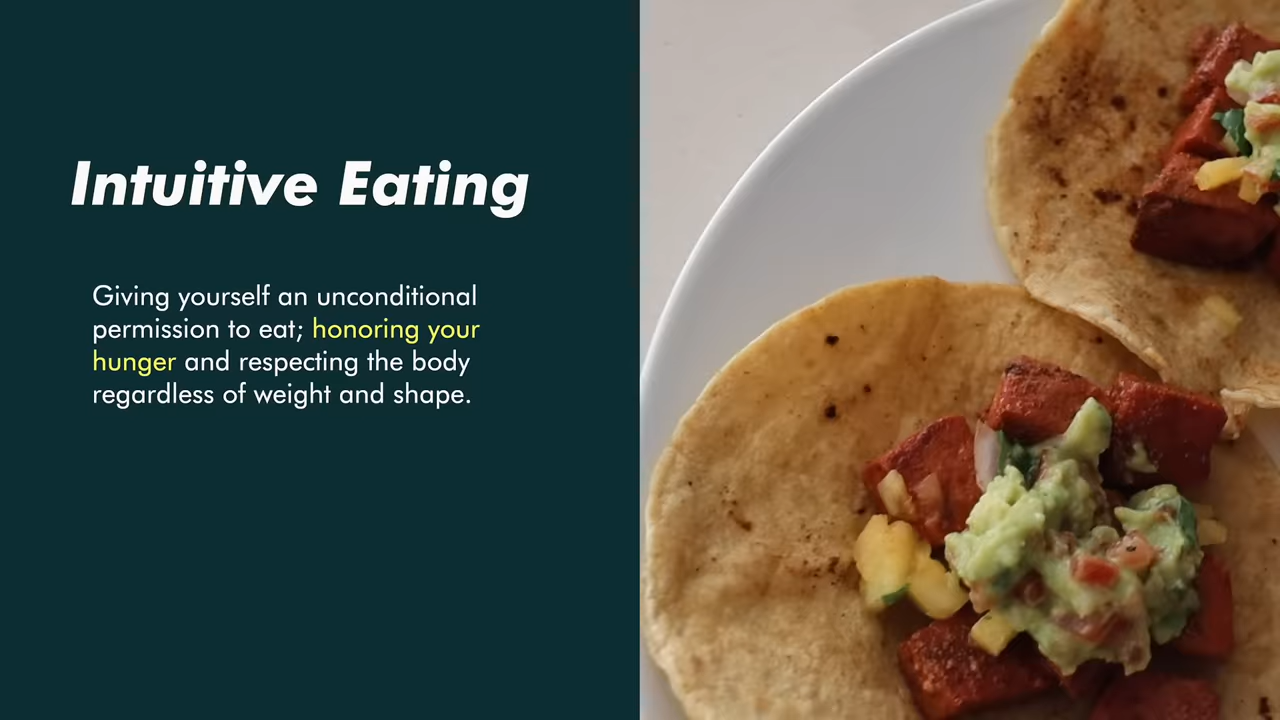 Intuitive Eating
Giving yourself an unconditional
permission to eat; honoring your
hunger and respecting the body
regardless of weight and shape.